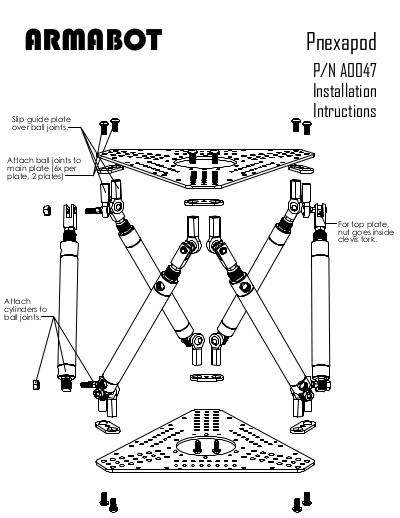 ARMABOT
Pnexapod
P/N A0047
Installation
Intructions
Slip guide plate
over ball joints.
Attach ball joints to
main plate (6x per
plate, 2 plates)
For top plate,
nut goes inside
clevis fork.
Attach
cylinders to
ball joints.